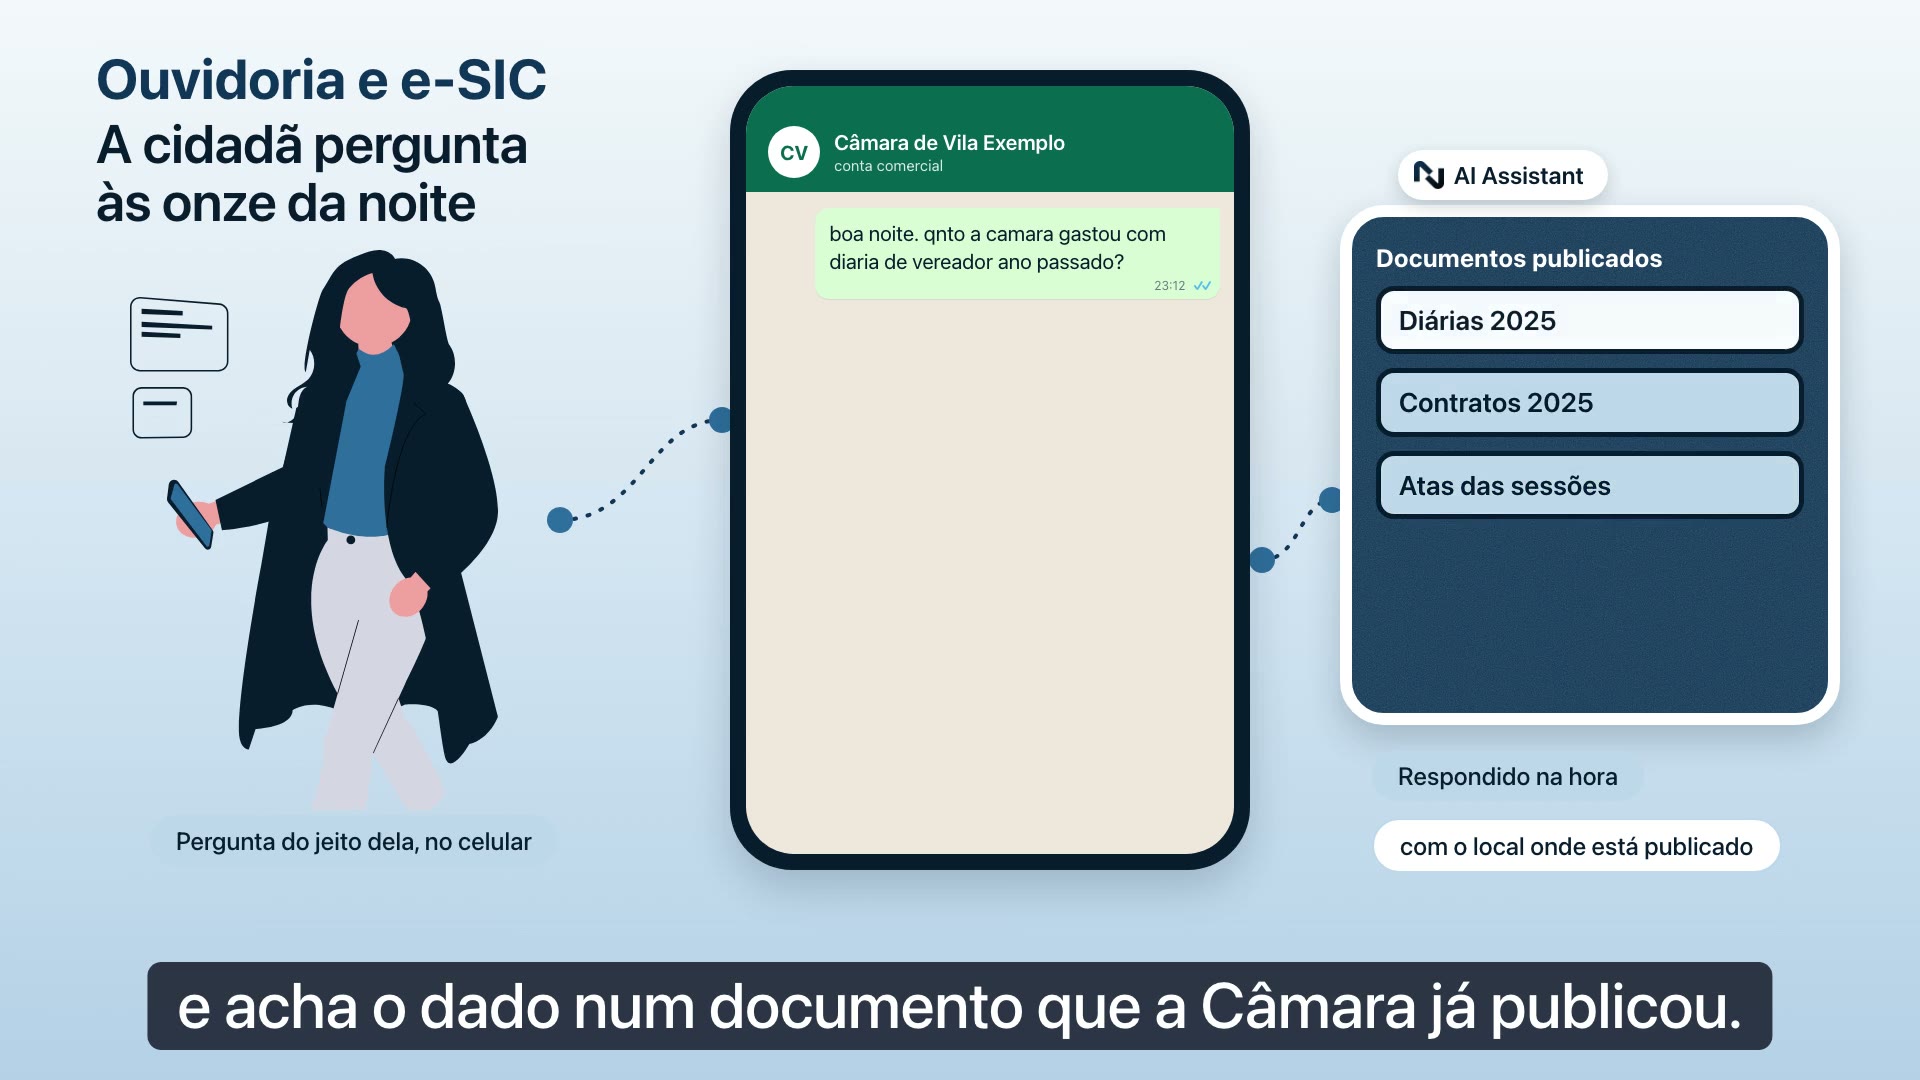 Ouvidoria e e-SIC
A cidadã pergunta
às onze da noite
Pergunta do jeito dela, no celular
CV
Câmara de Vila Exemplo
conta comercial
boa noite. qnto a camara gastou com
diaria de vereador ano passado?
23:12
AI Assistant
Documentos publicados
Diárias 2025
Contratos 2025
Atas das sessões
Respondido na hora
com o local onde está publicado
e acha o dado num documento que a Câmara já publicou.